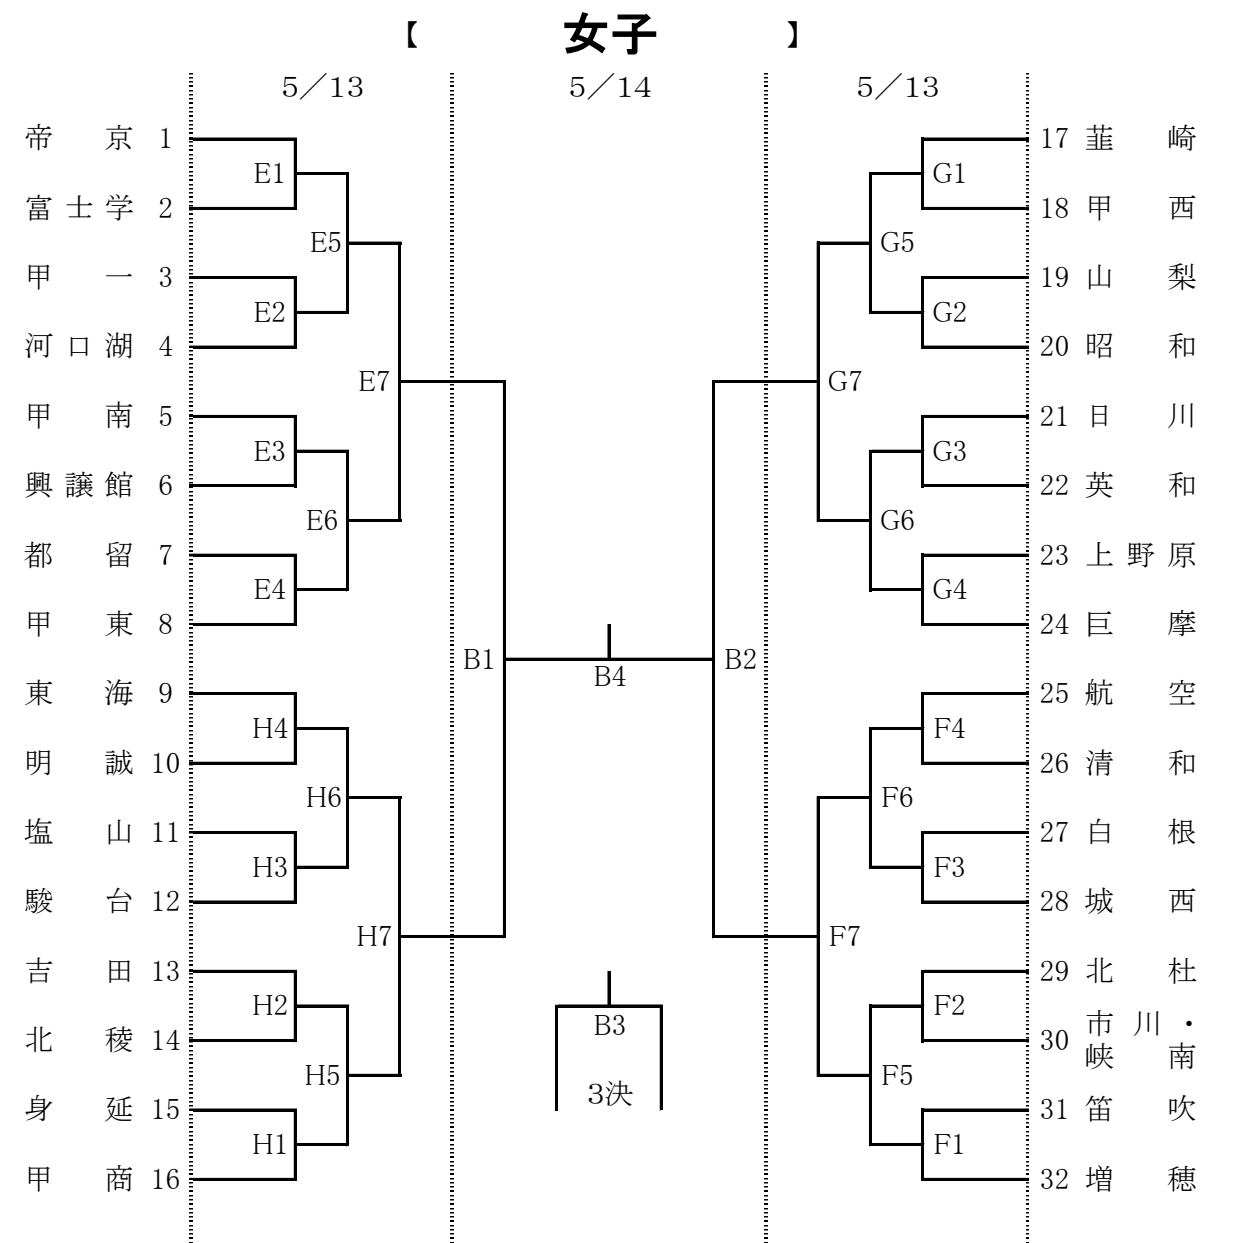 【 女子 】
5／13 5／14 5／13
帝京 1
富士学 2
甲一 3
河口湖 4
甲南 5
興譲館 6
都留 7
甲東 8
東海 9
明誠 10
塩山 11
駿台 12
吉田 13
北稜 14
身延 15
甲商 16
E1
E5
E2
E7
E3
E6
E4
H4
H6
H3
H7
H2
H5
H1
B1
B4
B2
B3
3決
G1
G5
G2
G7
G3
G6
G4
F4
F6
F3
F7
F2
F5
F1
17 韮崎
18 甲西
19 山梨
20 昭和
21 日川
22 英和
23 上野原
24 巨摩
25 航空
26 清和
27 白根
28 城西
29 北杜
30 市川・
峡南
31 笛吹
32 増穂